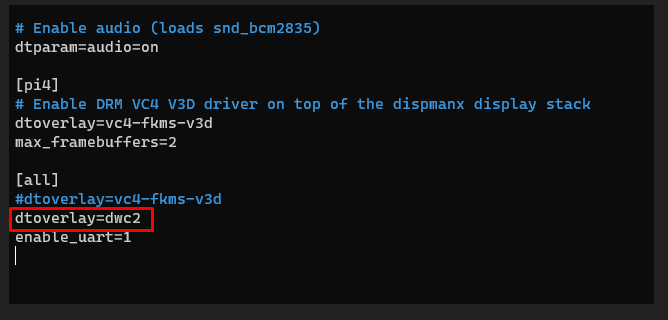 # Enable audio (loads snd_bcm2835)
dtparam=audio=on
[pi4]
# Enable DRM VC4 V3D driver on top of the dispmanx display stack
dtoverlay=vc4-fkms-v3d
max_framebuffers=2
[all]
#dtoverlay=vc4-fkms-v3d
dtoverlay=dwc2
enable_uart=1